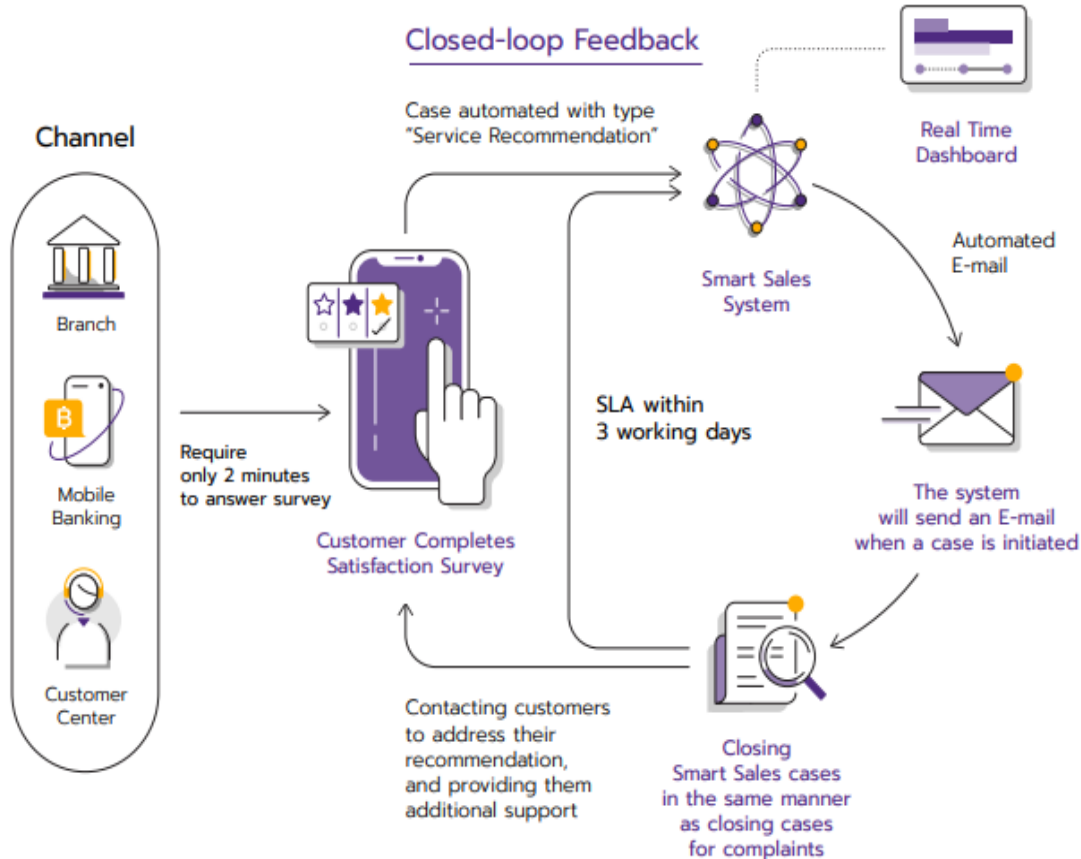 Closed-loop Feedback
Channel
Branch
Mobile
Banking
Customer
Center
Require
only 2 minutes
to answer survey
Customer Completes
Satisfaction Survey
Case automated with type
"Service Recommendation"
Smart Sales
System
Real Time
Dashboard
Automated
E-mail
The system
will send an E-mail
when a case is initiated
SLA within
3 working days
Closing
Smart Sales cases
in the same manner
as closing cases
for complaints
Contacting customers
to address their
recommendation,
and providing them
additional support